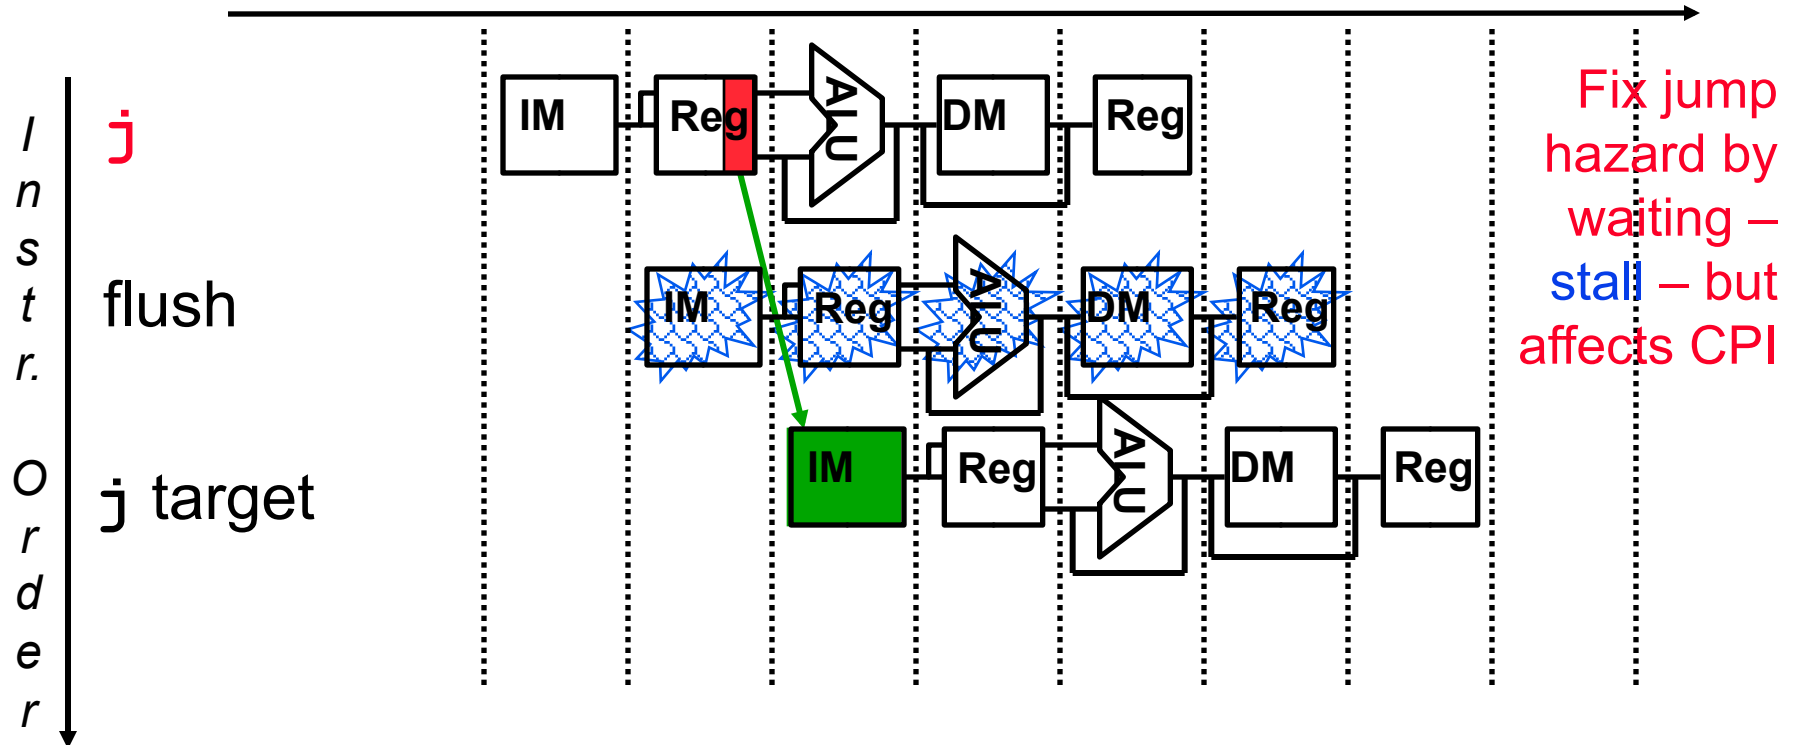 I
n
s
t
r.
O
r
d
e
r
j
IM Reg ALU DM Reg
flush
IM Reg ALU DM Reg
j target
IM Reg ALU DM Reg
Fix jump
hazard by
waiting –
stall – but
affects CPI